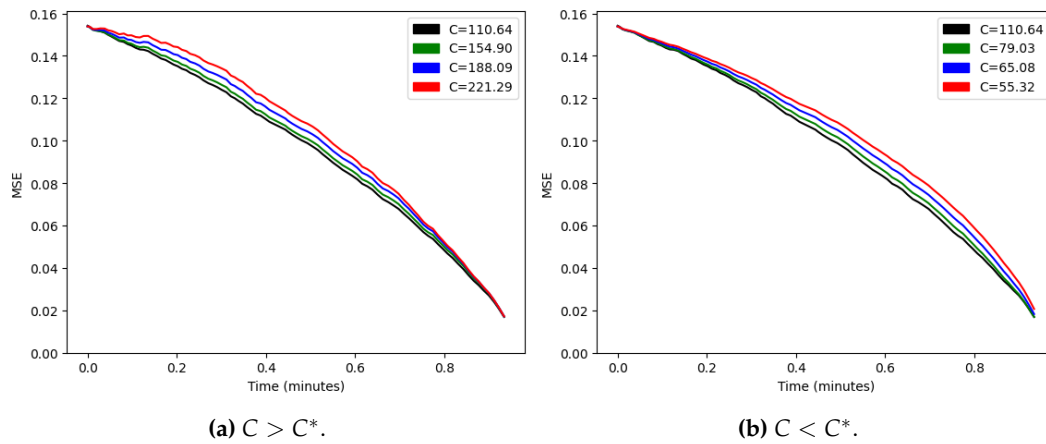 0.16
0.14
0.12
0.10
0.08
0.06
0.04
0.02
0.00
MSE
0.0 0.2 0.4 0.6 0.8
Time (minutes)
C=110.64
C=154.90
C=188.09
C=221.29
(a) C > C*.
0.16
0.14
0.12
0.10
0.08
0.06
0.04
0.02
0.00
MSE
0.0 0.2 0.4 0.6 0.8
Time (minutes)
C=110.64
C=79.03
C=65.08
C=55.32
(b) C < C*.